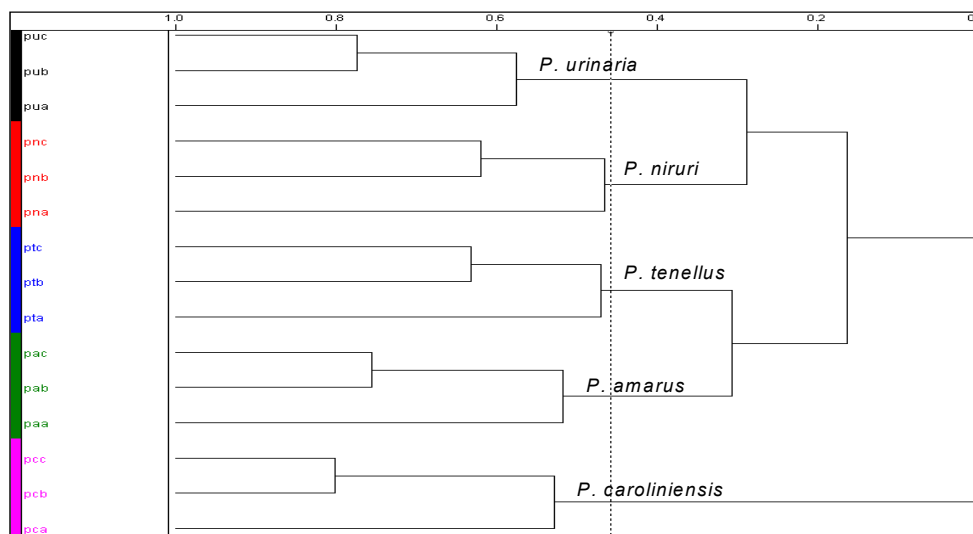 1.0 0.8 0.6 0.4 0.2 0
puc
P. urinaria
pub
pua
pnc
P. niruri
pnb
pna
ptc
P. tenellus
ptb
pta
pac
P. amarus
pab
paa
pcc
P. caroliniensis
pcb
pca